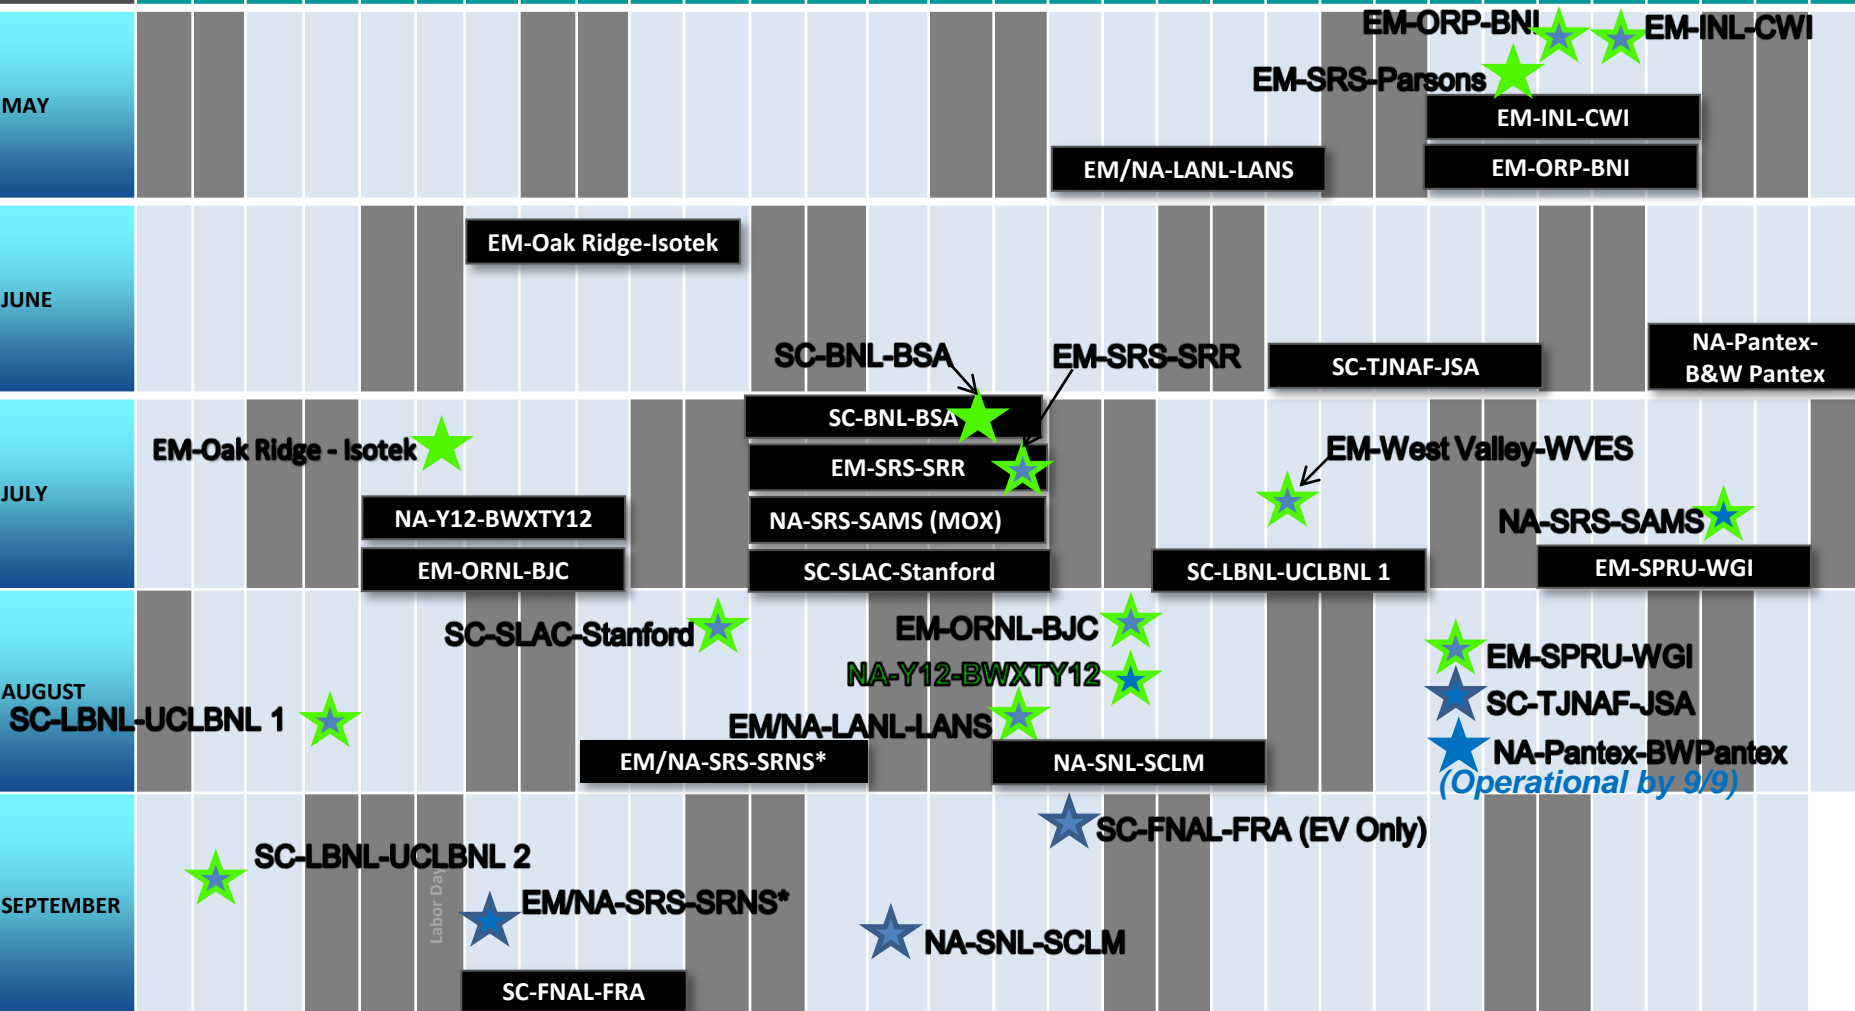 MAY
EM-ORP-BNI
EM-INL-CWI
EM-SRS-Parsons
EM-INL-CWI
EM/NA-LANL-LANS
EM-ORP-BNI
JUNE
EM-Oak Ridge-Isotek
SC-BNL-BSA
EM-SRS-SRR
SC-TJNAF-JSA
NA-Pantex-
B&W Pantex
JULY
SC-BNL-BSA
EM-Oak Ridge - Isotek
EM-SRS-SRR
EM-West Valley-WVES
NA-Y12-BWXTY12
NA-SRS-SAMS (MOX)
NA-SRS-SAMS
EM-ORNL-BJC
SC-SLAC-Stanford
SC-LBNL-UCLBNL 1
EM-SPRU-WGI
AUGUST
SC-SLAC-Stanford
EM-ORNL-BJC
EM-SPRU-WGI
NA-Y12-BWXTY12
SC-TJNAF-JSA
SC-LBNL-UCLBNL 1
EM/NA-LANL-LANS
NA-Pantex-BWPantex
(Operational by 9/9)
EM/NA-SRS-SRNS*
NA-SNL-SCLM
SEPTEMBER
SC-FNAL-FRA (EV Only)
SC-LBNL-UCLBNL 2
Labor Day
EM/NA-SRS-SRNS*
NA-SNL-SCLM
SC-FNAL-FRA